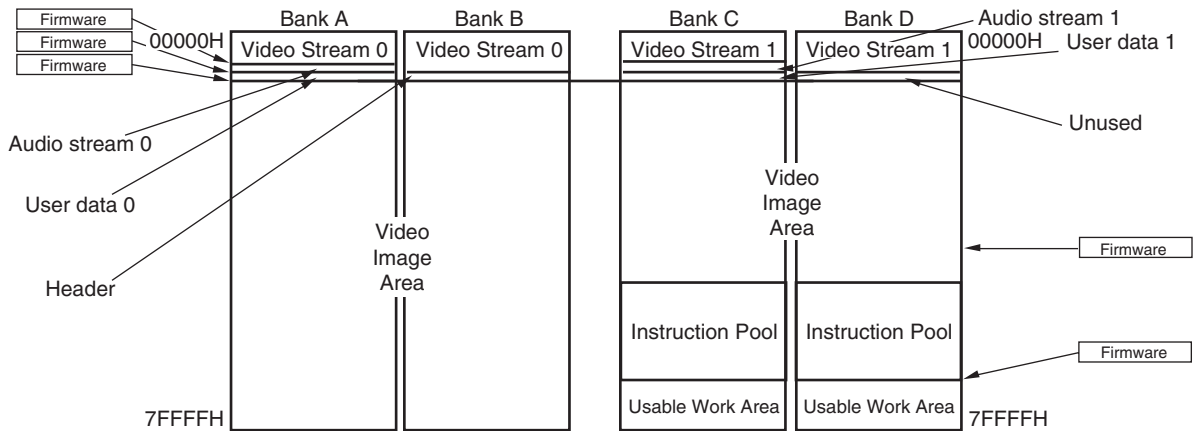 Bank A
Bank B
Bank C
Bank D
Firmware
Firmware
Firmware
00000H
Video Stream 0
Video Stream 0
Video Stream 1
Video Stream 1
00000H
Audio stream 1
User data 1
Audio stream 0
User data 0
Header
Unused
Video
Image
Area
Video
Image
Area
Firmware
Instruction Pool
Instruction Pool
Firmware
Usable Work Area
Usable Work Area
7FFFFH
7FFFFH